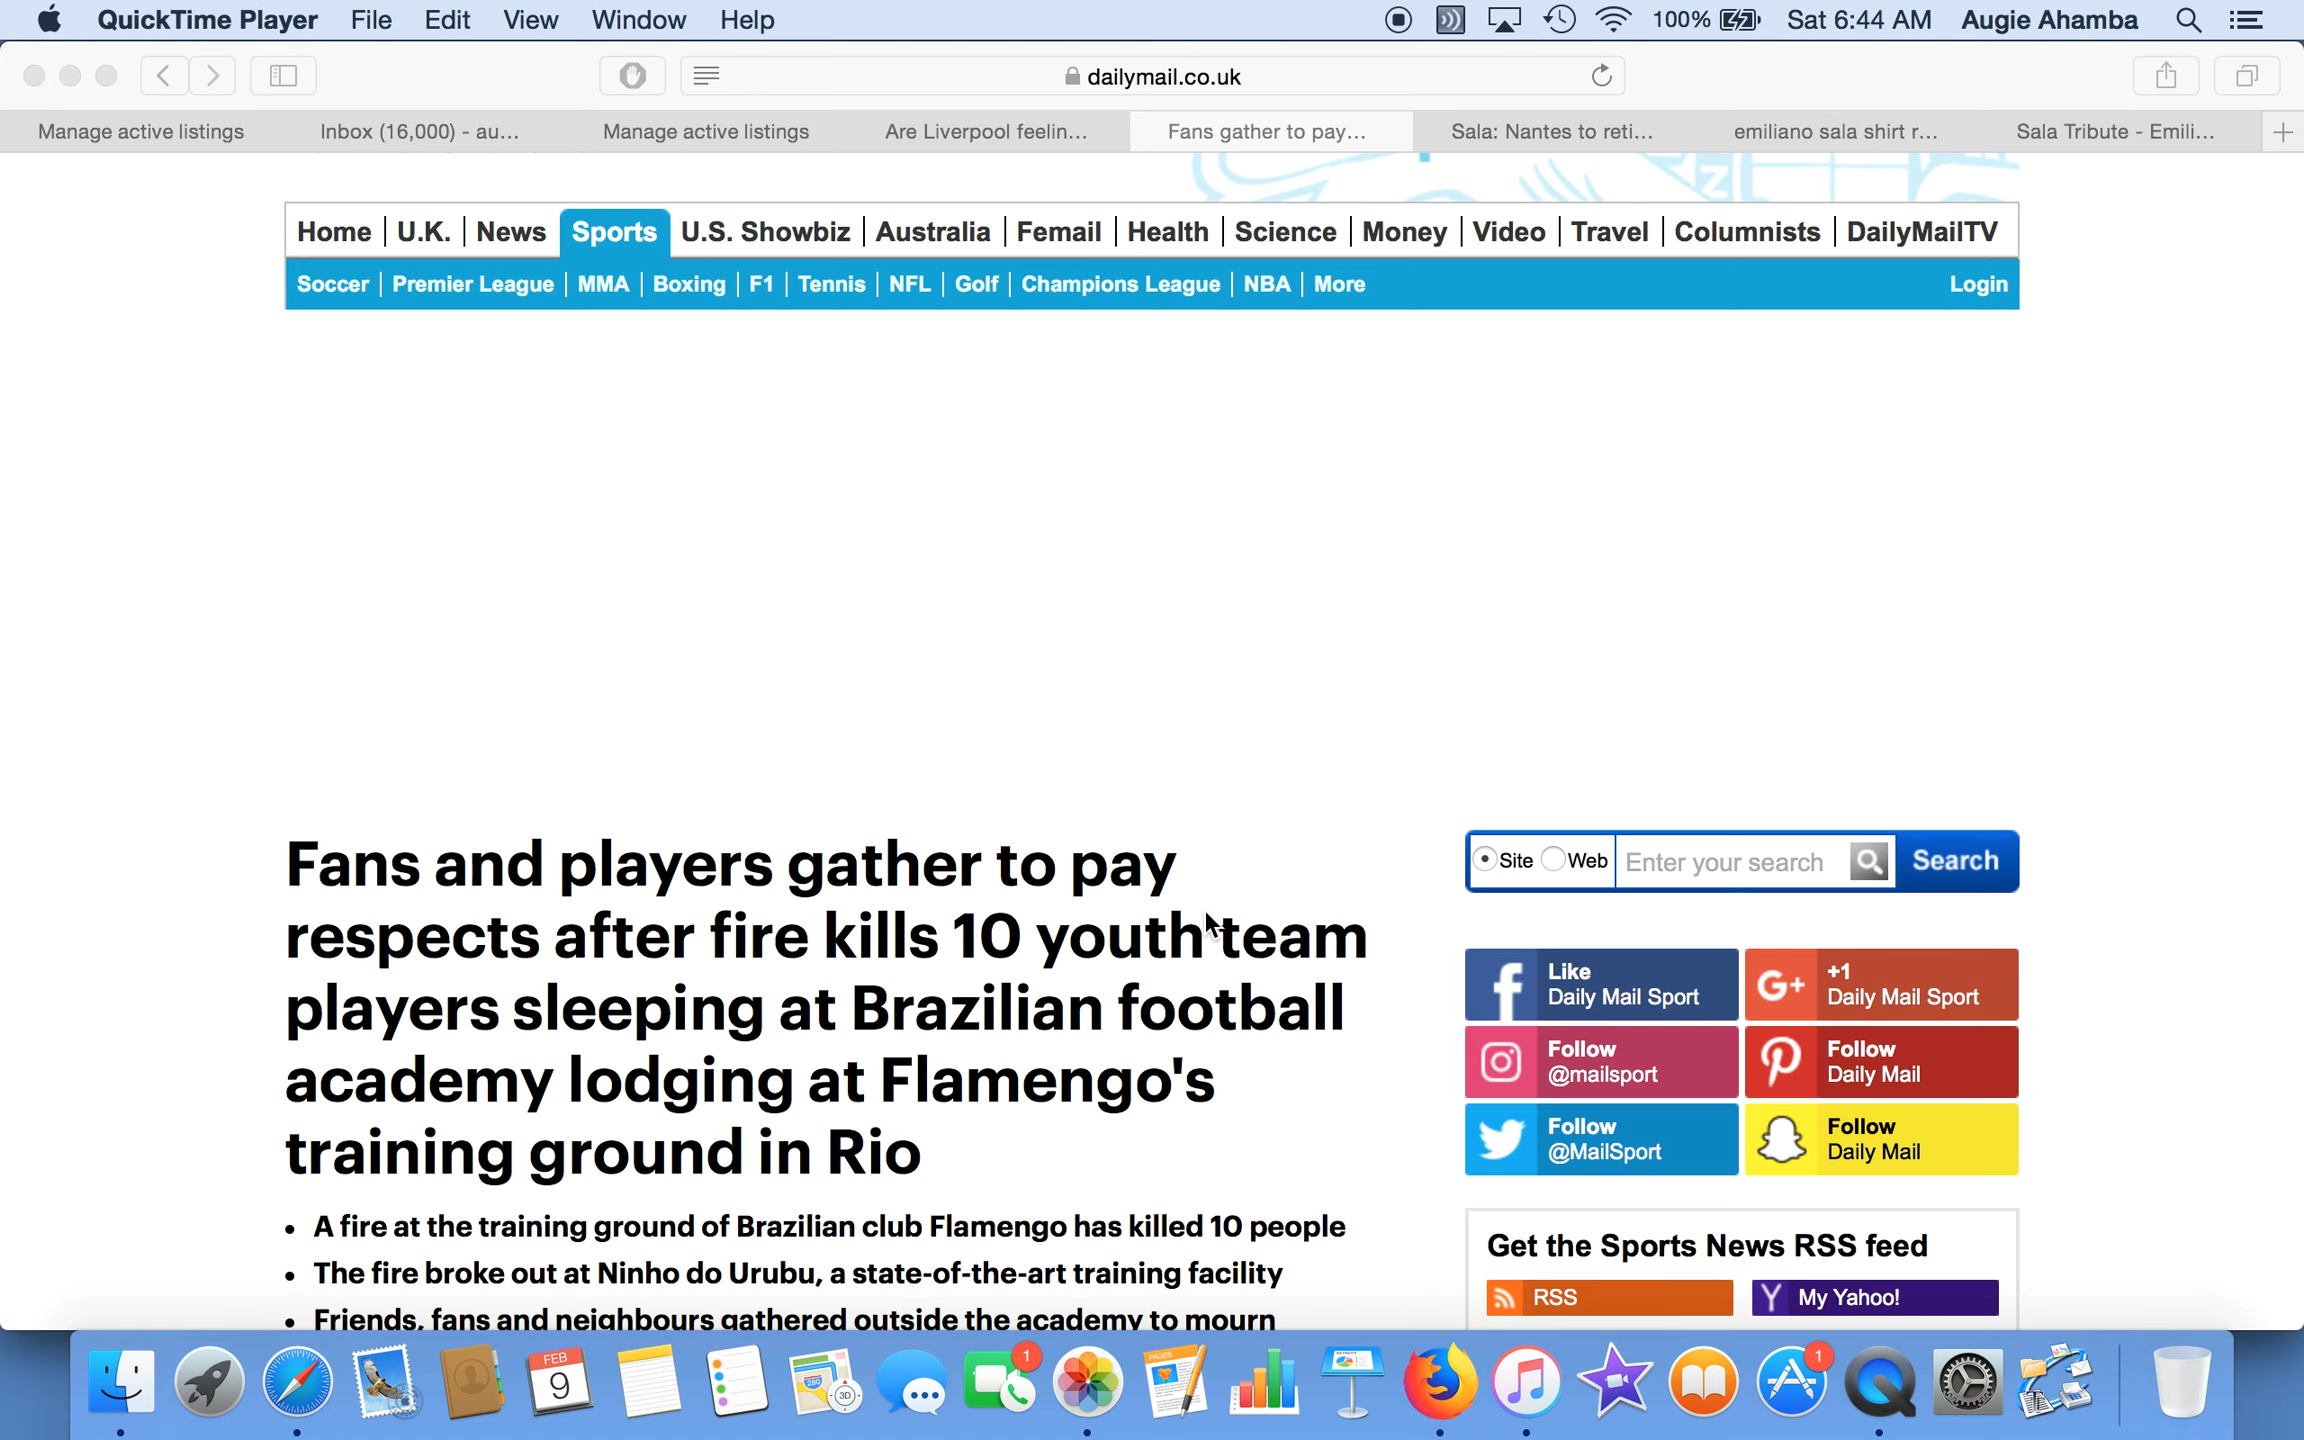 QuickTime Player File Edit View Window Help 100% Sat 6:44 AM Augie Ahamba
dailymail.co.uk
Manage active listings Inbox (16,000) - au... Manage active listings Are Liverpool feelin... Fans gather to pay... Sala: Nantes to reti... emiliano sala shirt r... Sala Tribute - Emili...
Home U.K. News Sports U.S. Showbiz Australia Femail Health Science Money Video Travel Columnists DailyMailTV
Soccer Premier League MMA Boxing F1 Tennis NFL Golf Champions League NBA More Login
Fans and players gather to pay
respects after fire kills 10 youth team
players sleeping at Brazilian football
academy lodging at Flamengo's
training ground in Rio
A fire at the training ground of Brazilian club Flamengo has killed 10 people
The fire broke out at Ninho do Urubu, a state-of-the-art training facility
Friends, fans and neighbours gathered outside the academy to mourn
Site Web Enter your search Search
Like
Daily Mail Sport
G+ +1
Daily Mail Sport
Follow
@mailsport
Follow
Daily Mail
Follow
@MailSport
Follow
Daily Mail
Get the Sports News RSS feed
RSS My Yahoo!
FEB
9
280
3D
1
PAGES
1